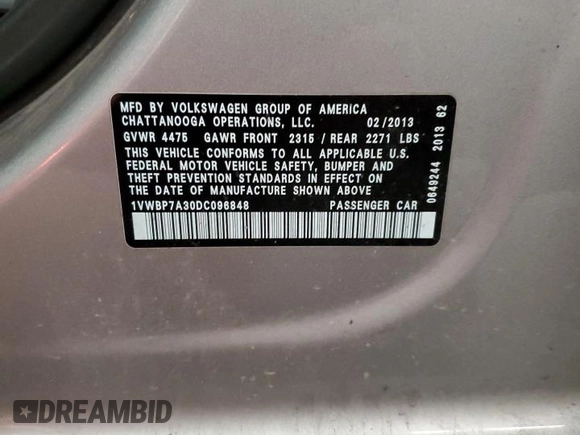 MFD BY VOLKSWAGEN GROUP OF AMERICA
CHATTANOOGA OPERATIONS, LLC. 02/2013
GVWR 4475 GAWR FRONT 2315 / REAR 2271 LBS
THIS VEHICLE CONFORMS TO ALL APPLICABLE U.S.
FEDERAL MOTOR VEHICLE SAFETY, BUMPER AND
THEFT PREVENTION STANDARDS IN EFFECT ON THE
DATE OF MANUFACTURE SHOWN ABOVE
1VWBP7A30DC096848 PASSENGER CAR
0649244 2013 62
DREAMBID